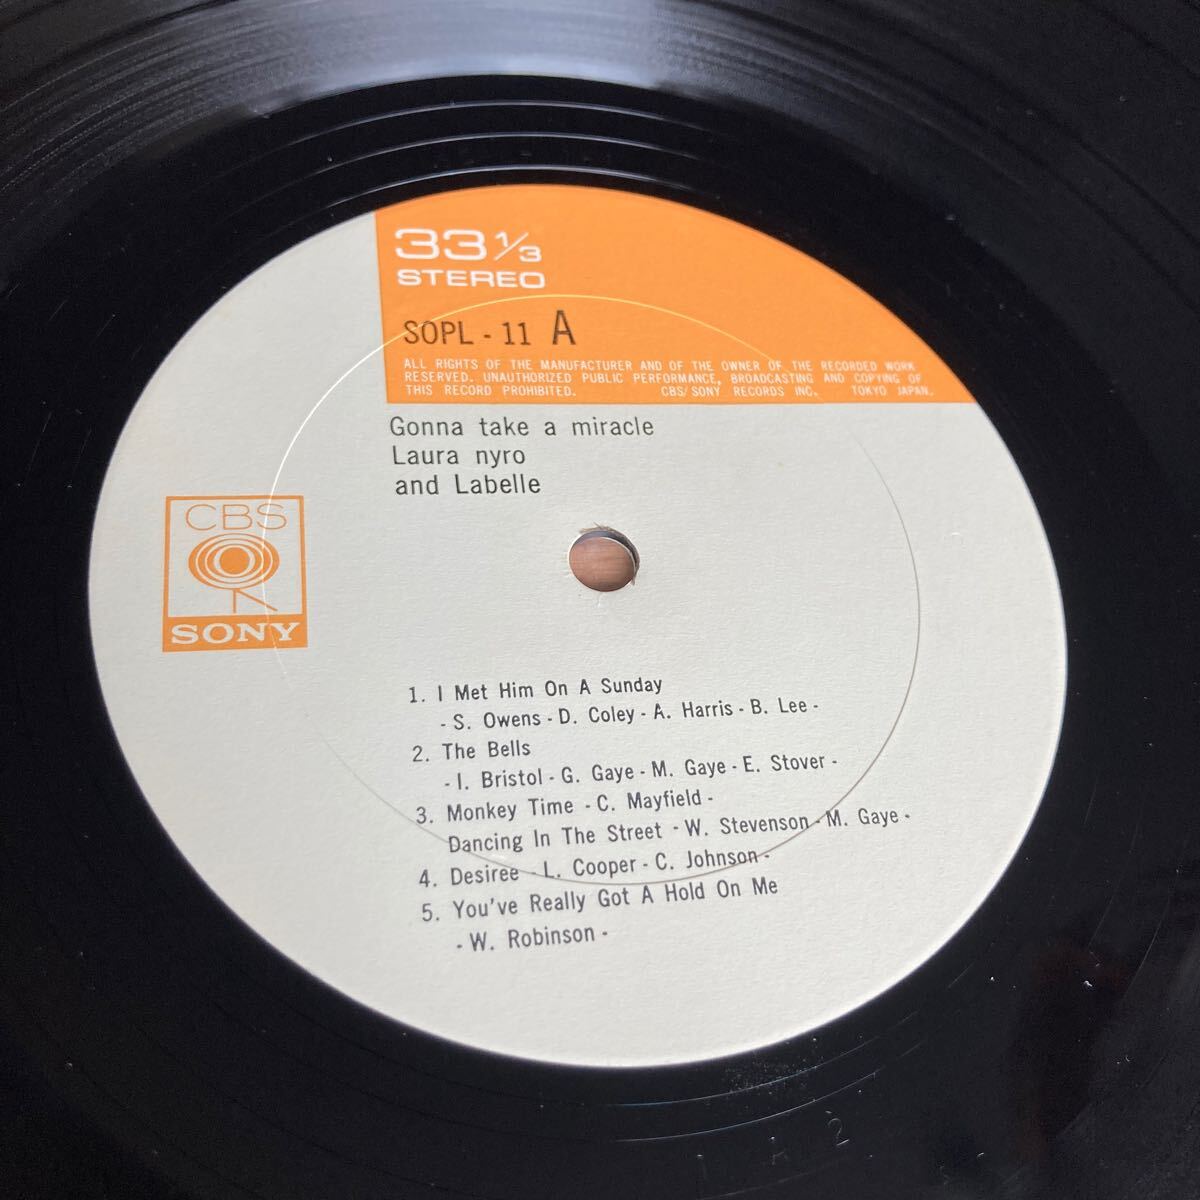 33 1/3
STEREO
SOPL - 11 A
ALL RIGHTS OF THE MANUFACTURER AND OF THE OWNER OF THE RECORDED WORK
RESERVED. UNAUTHORIZED PUBLIC PERFORMANCE, BROADCASTING AND COPYING OF
THIS RECORD PROHIBITED. CBS/SONY RECORDS INC. TOKYO JAPAN.
Gonna take a miracle
Laura nyro
and Labelle
CBS
SONY
1. I Met Him On A Sunday
- S. Owens - D. Coley - A. Harris - B. Lee -
2. The Bells
- I. Bristol - G. Gaye - M. Gaye - E. Stover -
3. Monkey Time - C. Mayfield -
Dancing In The Street - W. Stevenson - M. Gaye -
4. Desiree - L. Cooper - C. Johnson -
5. You've Really Got A Hold On Me
- W. Robinson -
1 A 2